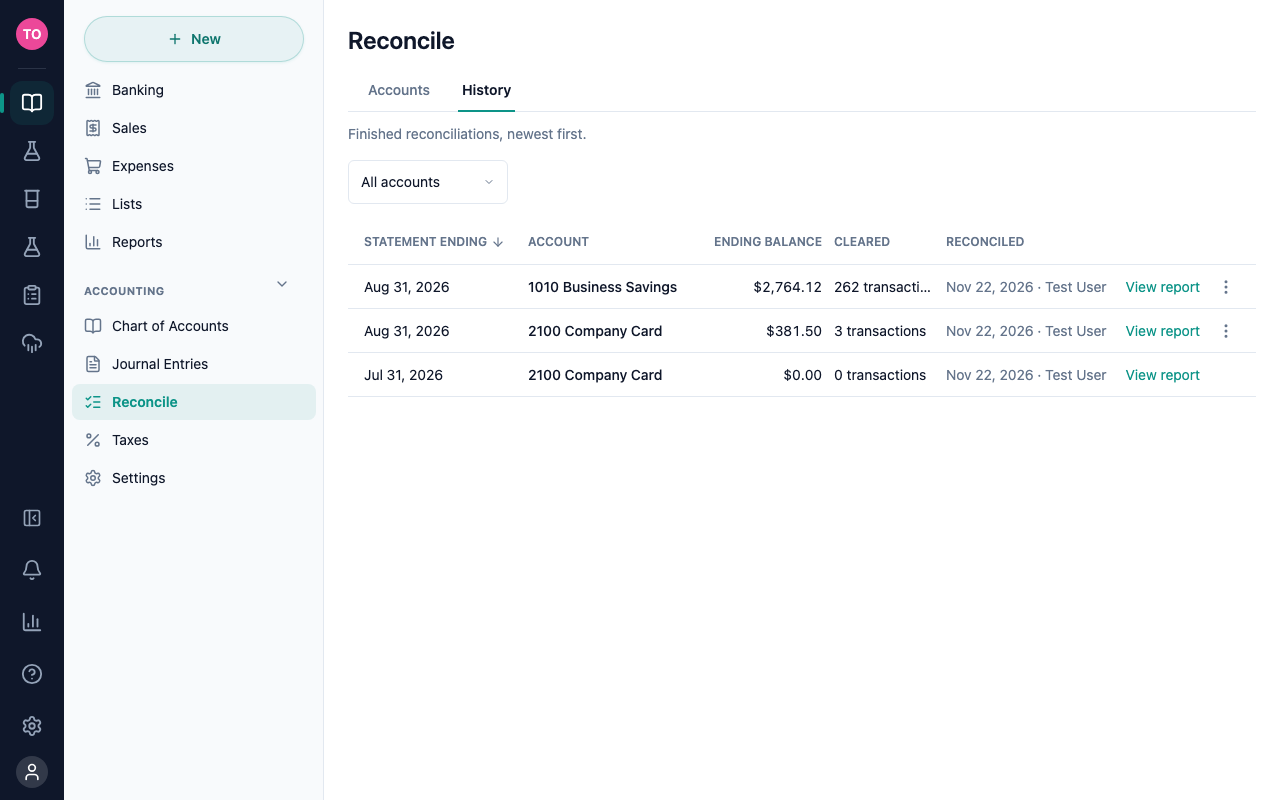 TO
New
Banking
Sales
Expenses
Lists
Reports
ACCOUNTING
Chart of Accounts
Journal Entries
Reconcile
Taxes
Settings
Reconcile
Accounts History
Finished reconciliations, newest first.
All accounts
STATEMENT ENDING ACCOUNT ENDING BALANCE CLEARED RECONCILED
Aug 31, 2026 1010 Business Savings $2,764.12 262 transacti... Nov 22, 2026 · Test User View report
Aug 31, 2026 2100 Company Card $381.50 3 transactions Nov 22, 2026 · Test User View report
Jul 31, 2026 2100 Company Card $0.00 0 transactions Nov 22, 2026 · Test User View report